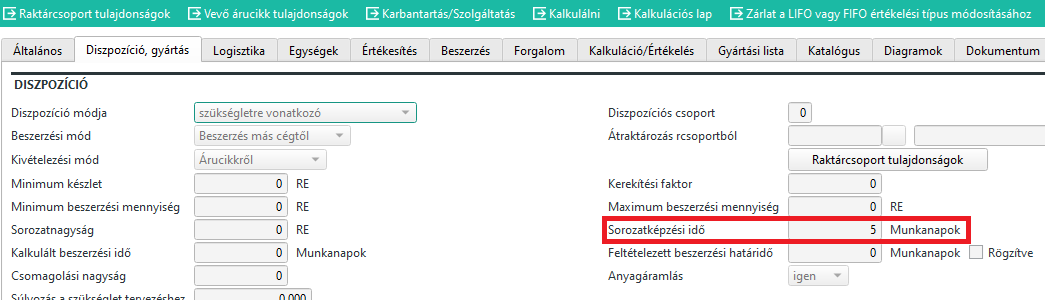 Raktárcsoport tulajdonságok Vevő árucikk tulajdonságok Karbantartás/Szolgáltatás Kalkulálni Kalkulációs lap Zárlat a LIFO vagy FIFO értékelési típus módosításához
Általános Diszpozíció, gyártás Logisztika Egységek Értékesítés Beszerzés Forgalom Kalkuláció/Értékelés Gyártási lista Katalógus Diagramok Dokumentum
DISZPOZÍCIÓ
Diszpozíció módja szükségletre vonatkozó Diszpozíciós csoport 0
Beszerzési mód Beszerzés más cégtől Átraktározás rcsoportból
Kivételezési mód Árucikkről Raktárcsoport tulajdonságok
Minimum készlet 0 RE Kerekítési faktor 0
Minimum beszerzési mennyiség 0 RE Maximum beszerzési mennyiség 0 RE
Sorozatnagyság 0 RE Sorozatképzési idő 5 Munkanapok
Kalkulált beszerzési idő 0 Munkanapok Feltételezett beszerzési határidő 0 Munkanapok Rögzítve
Csomagolási nagyság 0 Anyagáramlás igen
Súlyozás a szükséglet tervezéshez 0,000